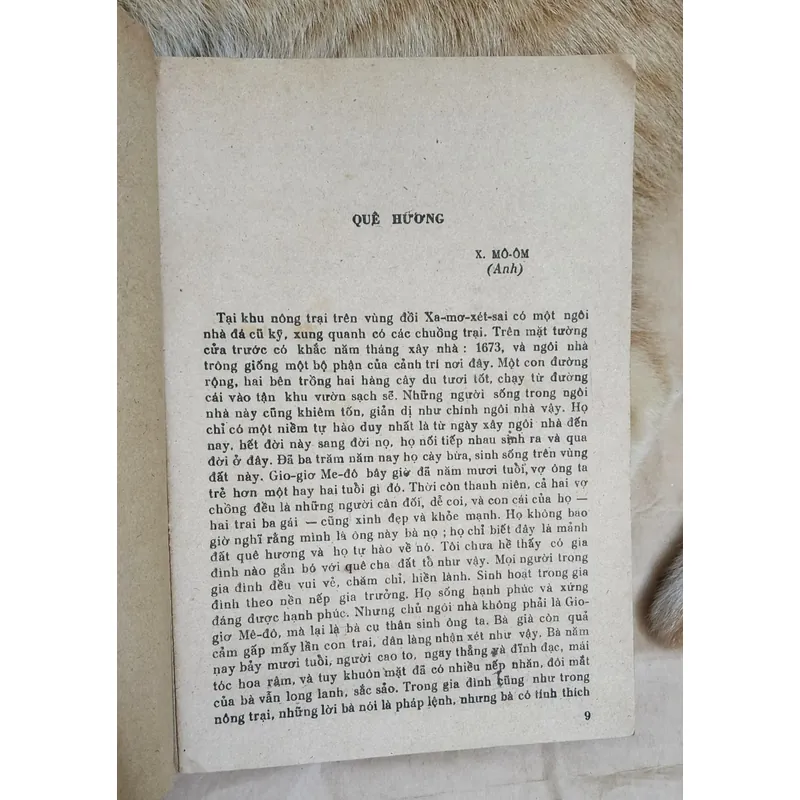 QUÊ HƯƠNG
X. MÔ-ÔM
(Anh)
Tại khu nông trại trên vùng đồi Xa-mơ-xét-sai có một ngôi
nhà đá cũ kỹ, xung quanh có các chuồng trại. Trên mặt tường
cửa trước có khắc năm tháng xây nhà : 1673, và ngôi nhà
trông giống một bộ phận của cảnh trí nơi đây. Một con đường
rộng, hai bên trồng hai hàng cây du tươi tốt, chạy từ đường
cái vào tận khu vườn sạch sẽ. Những người sống trong ngôi
nhà này cũng khiêm tốn, giản dị như chính ngôi nhà vậy. Họ
chỉ có một niềm tự hào duy nhất là từ ngày xây ngôi nhà đến
nay, hết đời này sang đời nọ, họ nối tiếp nhau sinh ra và qua
đời ở đây. Đã ba trăm năm nay họ cày bừa, sinh sống trên vùng
đất này. Gio-giơ Me-đô bây giờ đã năm mươi tuổi, vợ ông ta
trẻ hơn một hay hai tuổi gì đó. Thời còn thanh niên, cả hai vợ
chồng đều là những người cân đối, dễ coi, và con cái của họ —
hai trai ba gái — cũng xinh đẹp và khỏe mạnh. Họ không bao
giờ nghĩ rằng mình là ông này bà nọ ; họ chỉ biết đây là mảnh
đất quê hương và họ tự hào về nó. Tôi chưa hề thấy có gia
đình nào gắn bó với quê cha đất tổ như vậy. Mọi người trong
gia đình đều vui vẻ, chăm chỉ, hiền lành. Sinh hoạt trong gia
đình theo nền nếp gia trưởng. Họ sống hạnh phúc và xứng
đáng được hạnh phúc. Nhưng chủ ngôi nhà không phải là Gio-
giơ Mê-đô, mà lại là bà cụ thân sinh ông ta. Bà già còn quả
cảm gấp mấy lần con trai, dân làng nhận xét như vậy. Bà năm
nay bảy mươi tuổi, người cao to, ngay thẳng và đĩnh đạc, mái
tóc hoa râm, và tuy khuôn mặt đã có nhiều nếp nhăn, đôi mắt
của bà vẫn long lanh, sắc sảo. Trong gia đình cũng như trong
nông trại, những lời bà nói là pháp lệnh, nhưng bà có tính thích
9